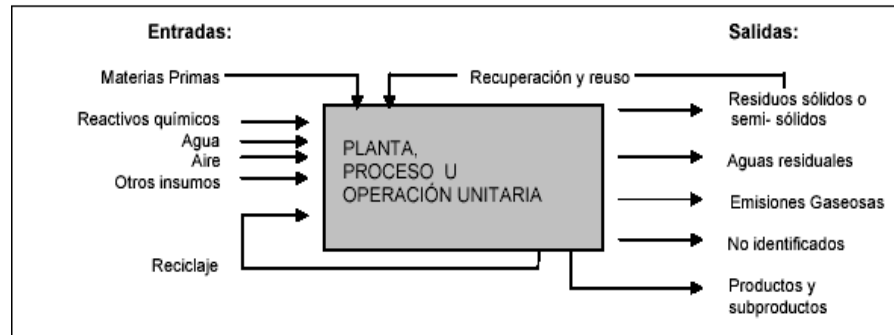 Entradas:
Salidas:
Materias Primas
Recuperación y reuso
Reactivos químicos
Agua
Aire
Otros insumos
Reciclaje
PLANTA,
PROCESO U
OPERACIÓN UNITARIA
Residuos sólidos o
semi- sólidos
Aguas residuales
Emisiones Gaseosas
No identificados
Productos y
subproductos